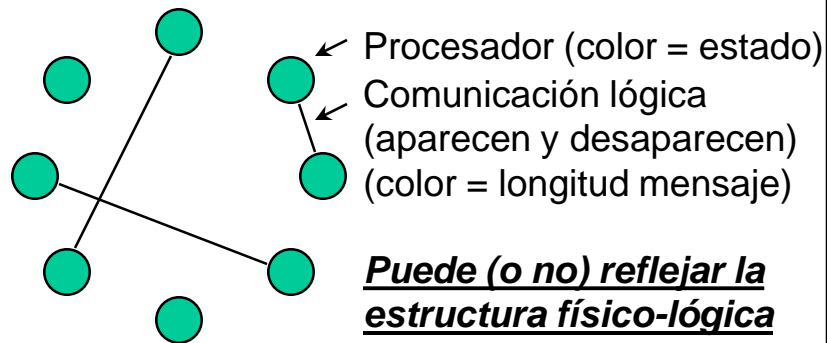 Procesador (color = estado)
Comunicación lógica
(aparecen y desaparecen)
(color = longitud mensaje)
Puede (o no) reflejar la
estructura físico-lógica